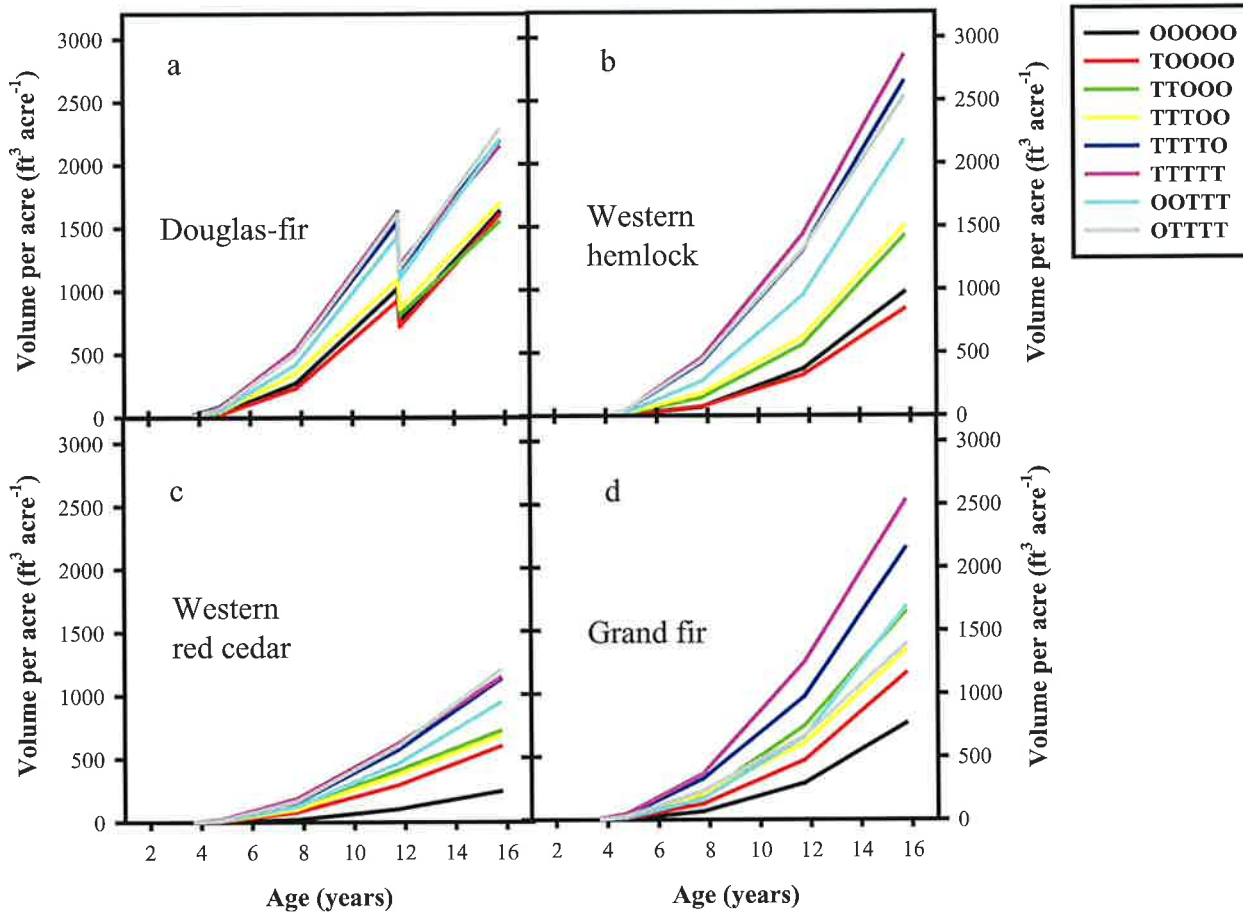 3000
2500
2000
1500
1000
500
0
Volume per acre (ft³ acre⁻¹)
a
Douglas-fir
b
Western
hemlock
3000
2500
2000
1500
1000
500
0
Volume per acre (ft³ acre⁻¹)
OOOOO
TOOOO
TTOOO
TTTOO
TTTTO
TTTTT
OOTTT
OTTTT
3000
2500
2000
1500
1000
500
0
Volume per acre (ft³ acre⁻¹)
c
Western
red cedar
d
Grand fir
3000
2500
2000
1500
1000
500
0
Volume per acre (ft³ acre⁻¹)
2 4 6 8 10 12 14 16
2 4 6 8 10 12 14 16
Age (years)
Age (years)